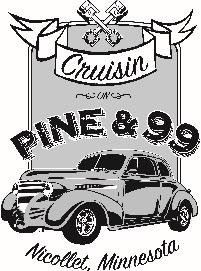 Cruisin
ON
PINE & 99
Nicollet, Minnesota